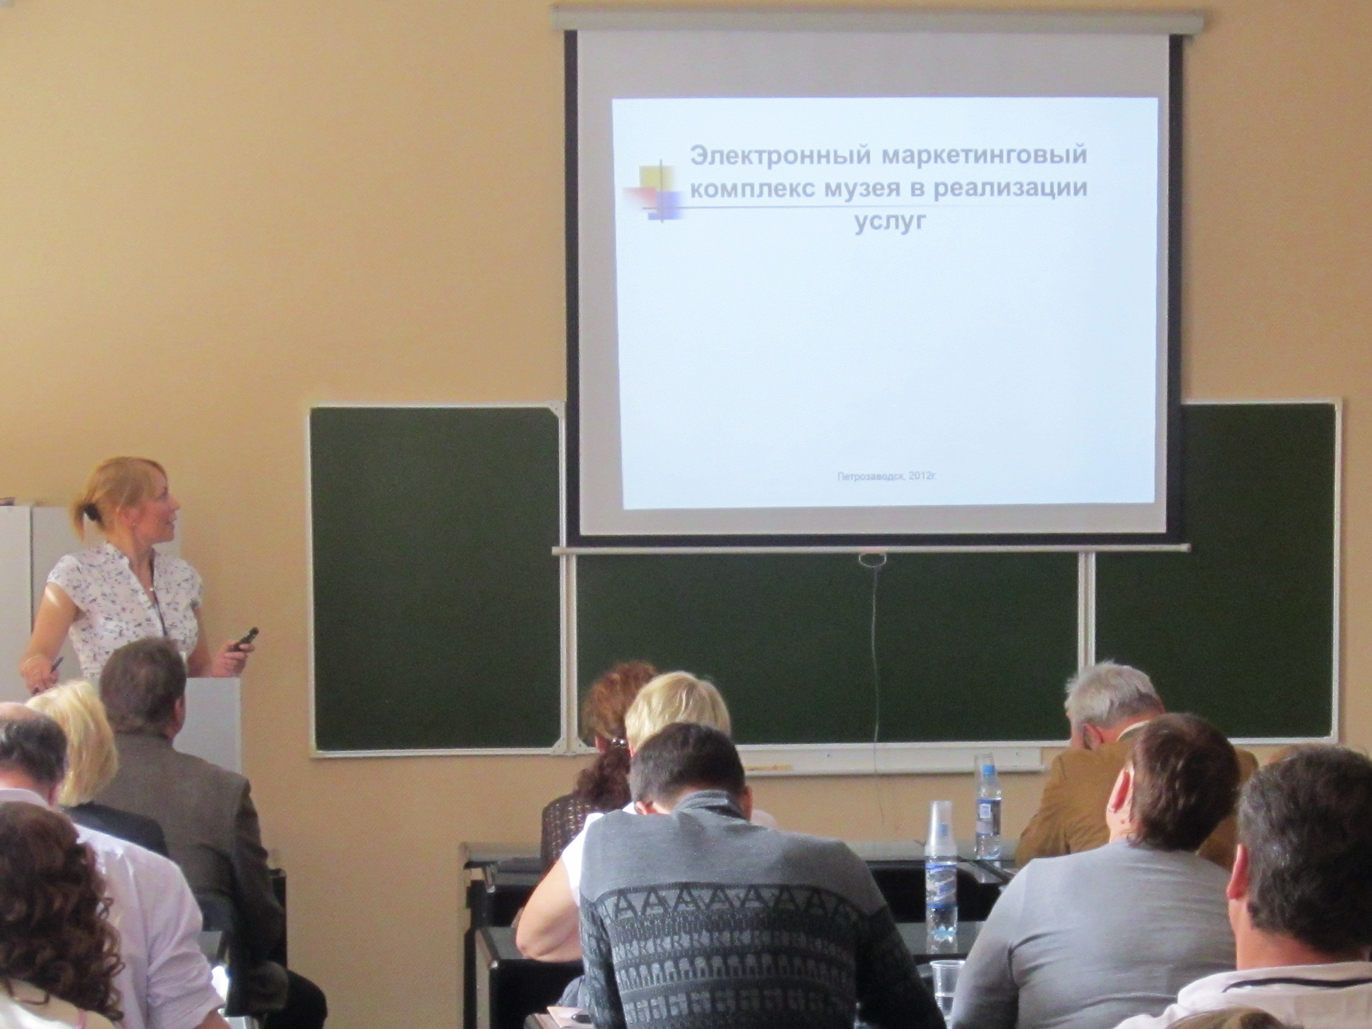 Электронный маркетинговый
комплекс музея в реализации
услуг
Петрозаводск, 2012г.